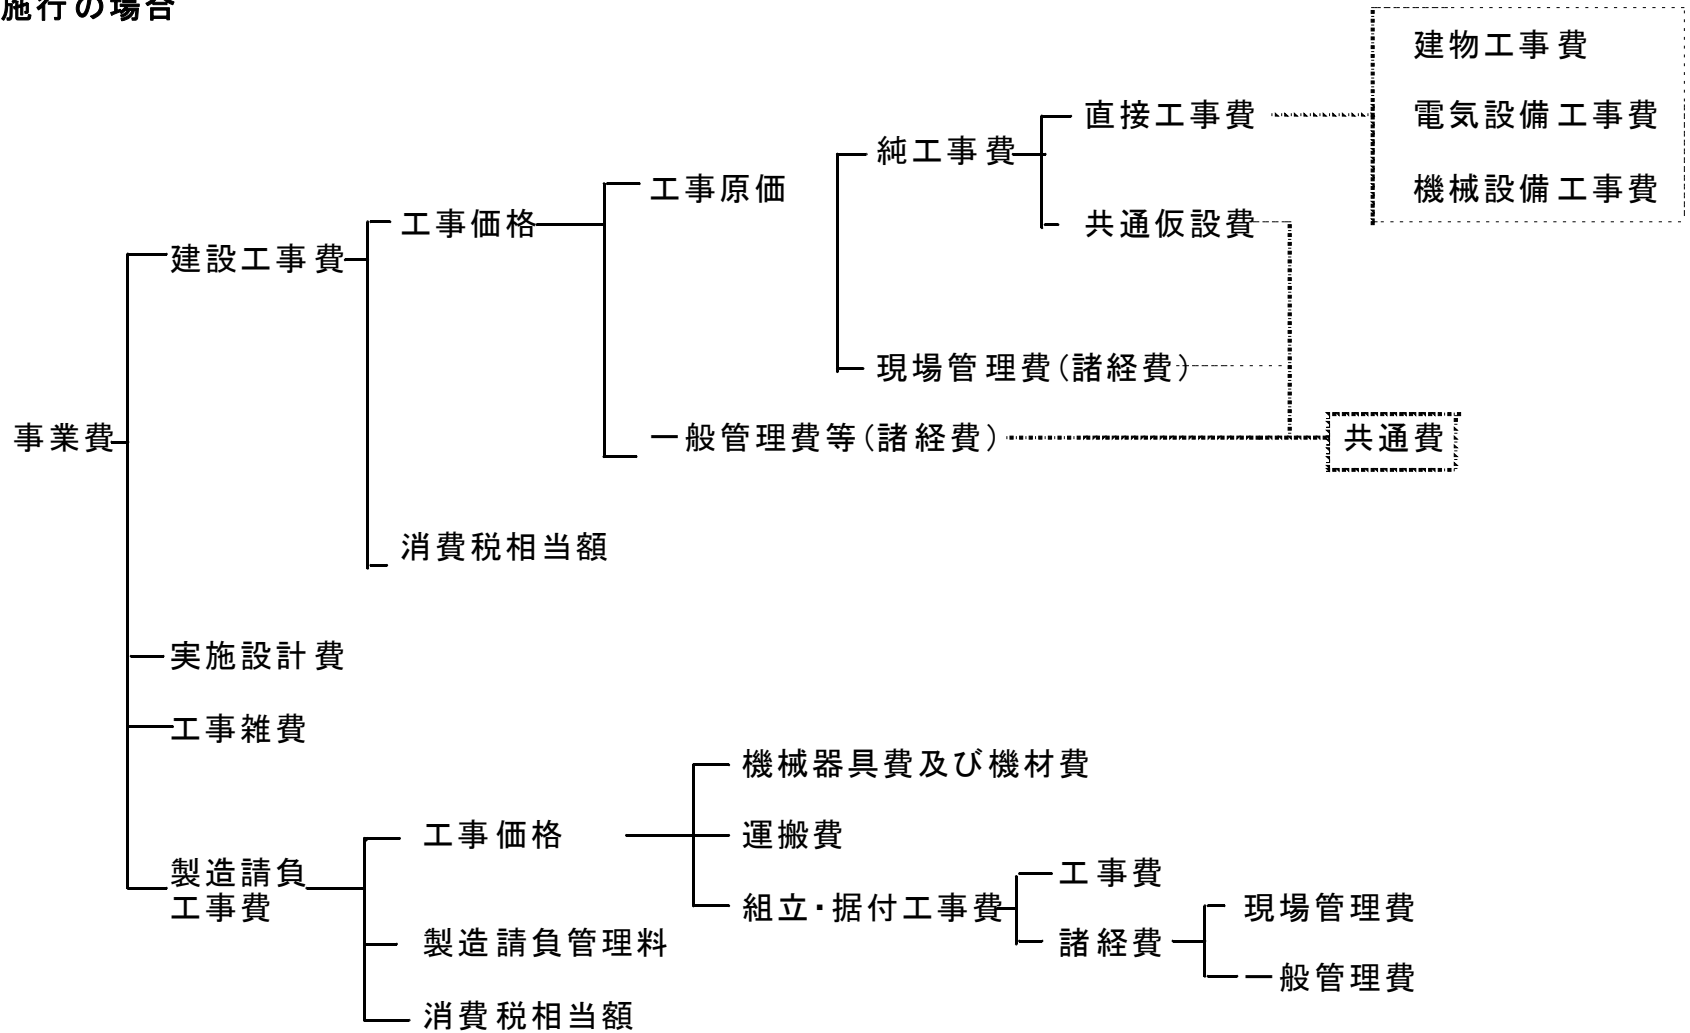 施行の場合
建物工事費
直接工事費
電気設備工事費
純工事費
工事原価
機械設備工事費
工事価格
共通仮設費
建設工事費
現場管理費(諸経費)
事業費
一般管理費等(諸経費)
共通費
消費税相当額
実施設計費
工事雑費
機械器具費及び機材費
工事価格
運搬費
製造請負
工事費
工事費
組立・据付工事費
現場管理費
製造請負管理料
諸経費
一般管理費
消費税相当額